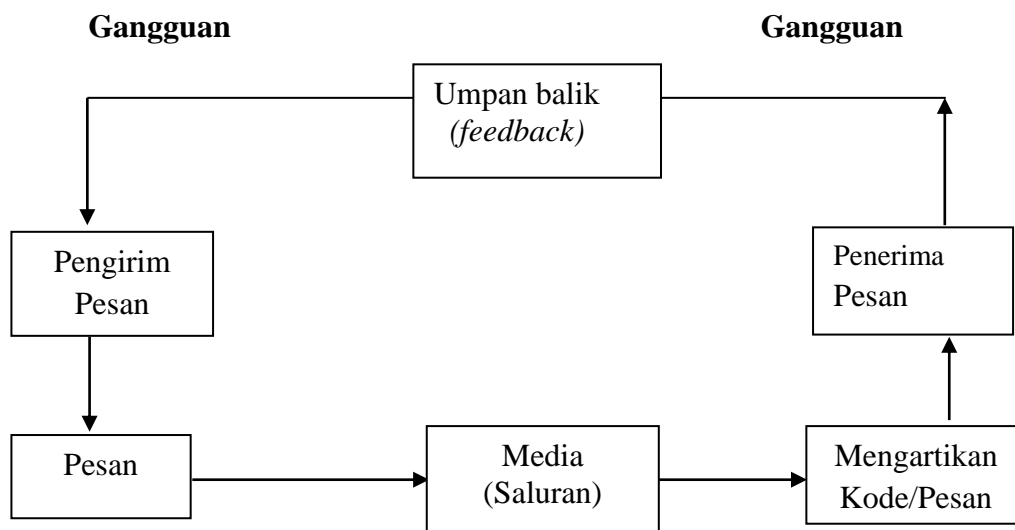 Gangguan
Gangguan
Umpan balik
(feedback)
Pengirim
Pesan
Penerima
Pesan
Pesan
Media
(Saluran)
Mengartikan
Kode/Pesan